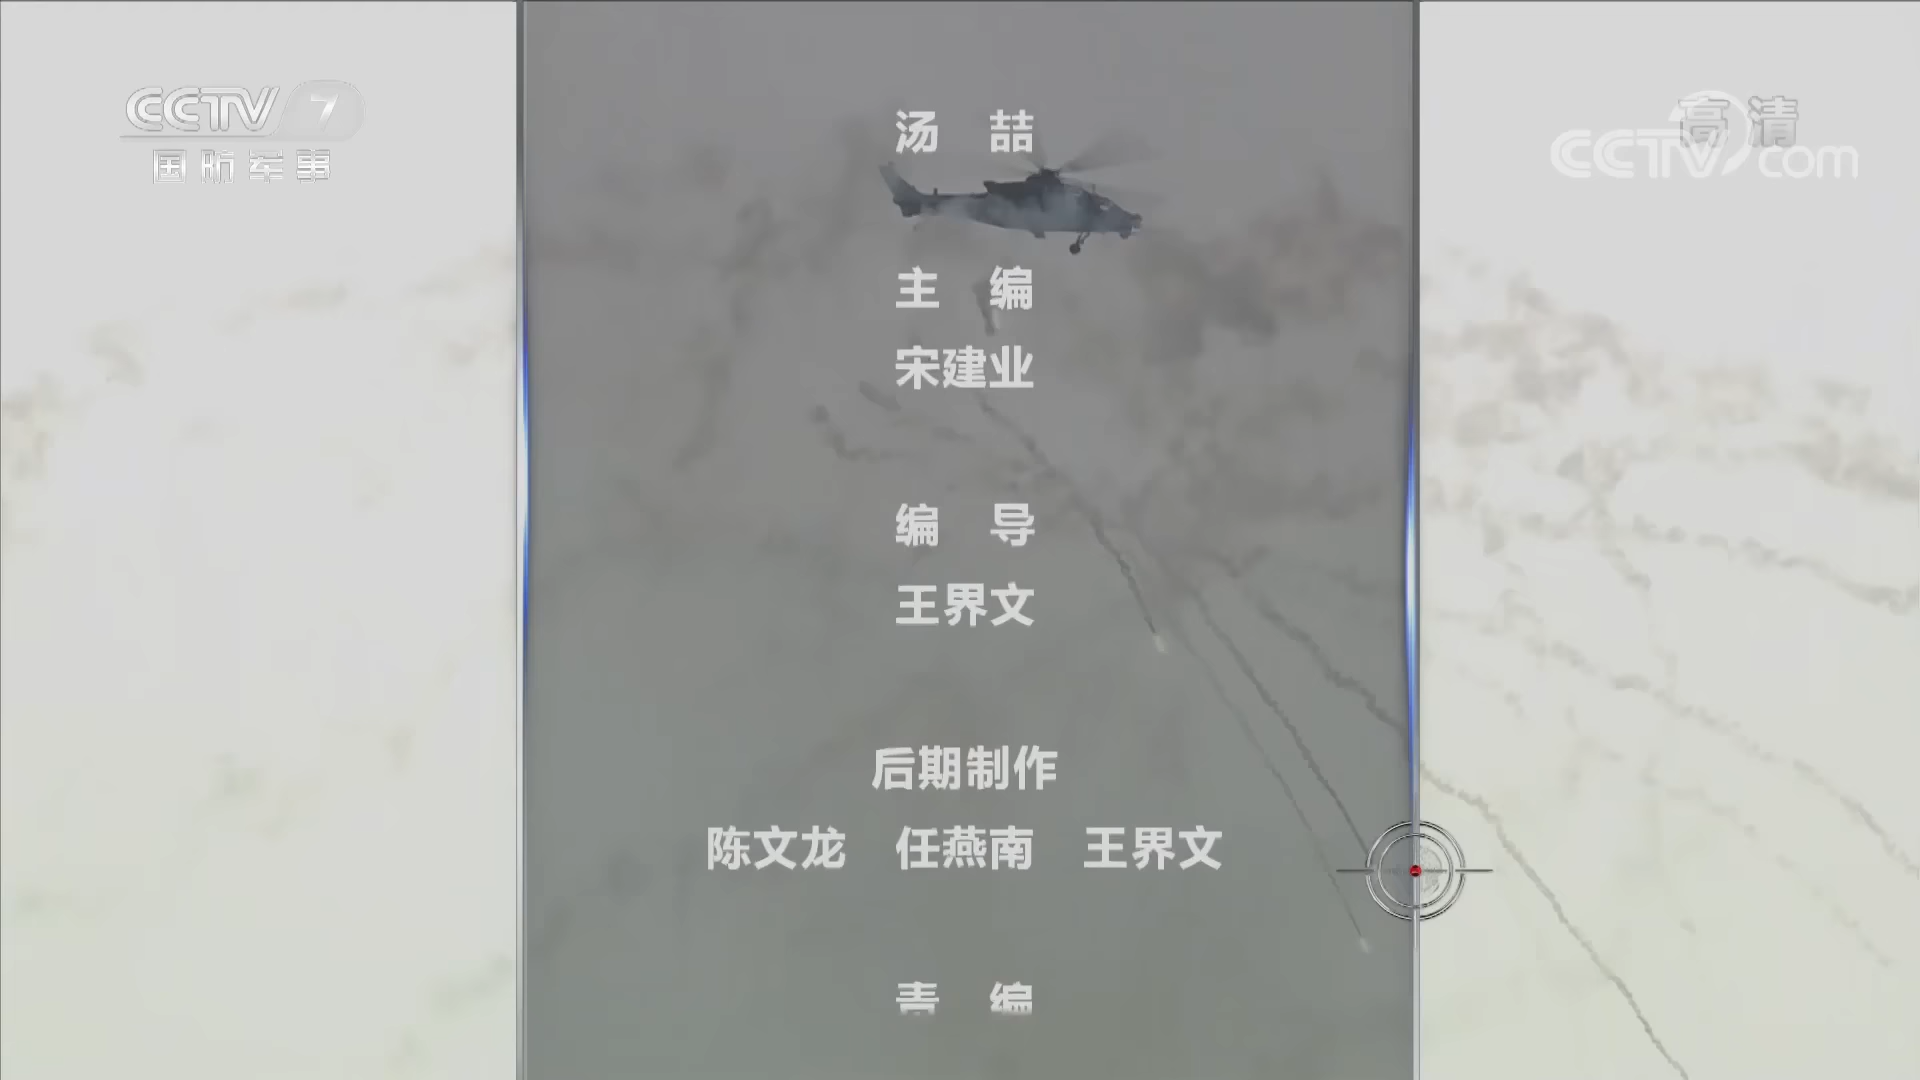 CCTV 7
国防军事
高清
CCTV.com
汤 喆
主 编
宋建业
编 导
王界文
后期制作
陈文龙 任燕南 王界文
责 编